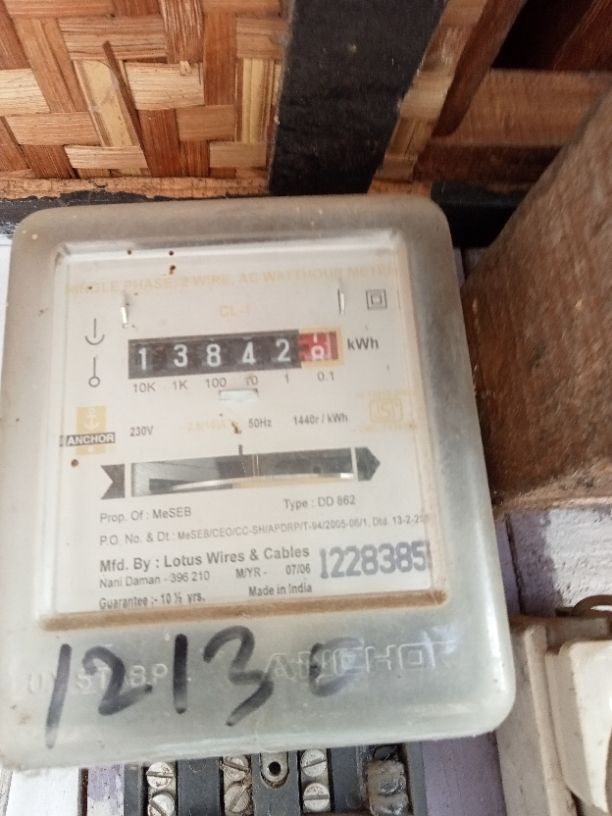 SINGLE PHASE, 2 WIRE, AC WATTHOUR METER
CL-1
1 3 8 4 2 8 kWh
10K 1K 100 10 1 0.1
ANCHOR 230V 50Hz 1440r / kWh
Prop. Of : MeSEB Type : DD 862
P.O. No. & Dt : MeSEB/CEO/CC-SH/APDRP/T-94/2005-06/1, Dtd. 13-2-
Mfd. By : Lotus Wires & Cables
Nani Daman - 396 210 M/YR - 07/06 1228385
Guarantee :- 10 ½ yrs. Made in India
ANCHOR
1213